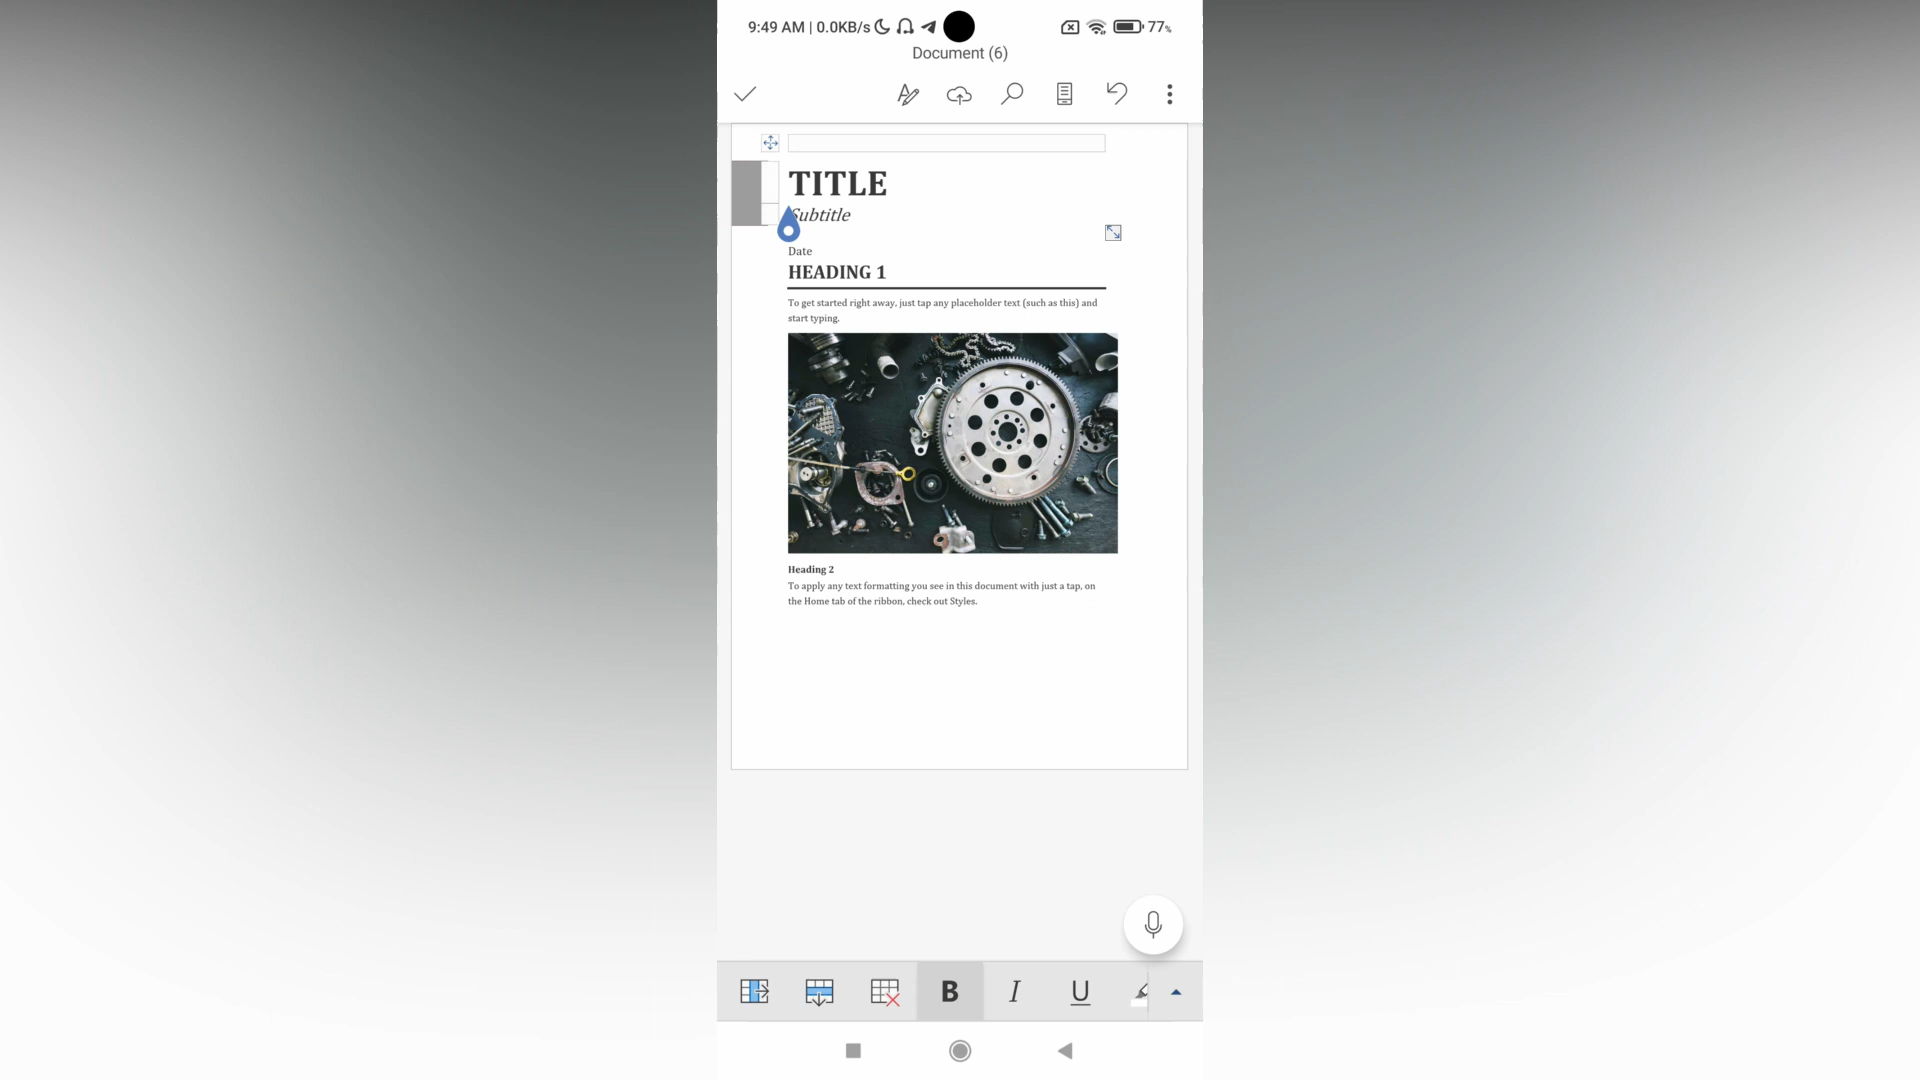 9:49 AM | 0.0KB/s 77%
Document (6)
TITLE
Subtitle
Date
HEADING 1
To get started right away, just tap any placeholder text (such as this) and
start typing.
Heading 2
To apply any text formatting you see in this document with just a tap, on
the Home tab of the ribbon, check out Styles.
B I U